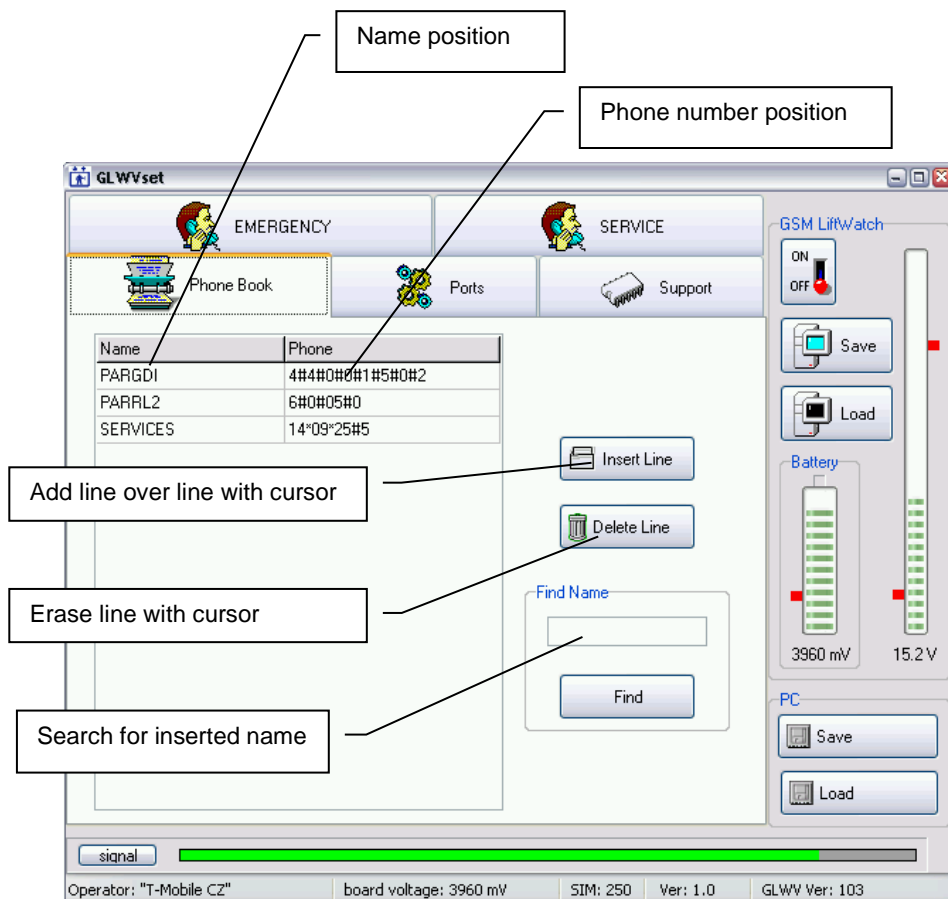 Name position
Phone number position
GLWVset
EMERGENCY
SERVICE
Phone Book
Ports
Support
Name
Phone
PARGDI
4#4#0#0#1#5#0#2
PARRL2
6#0#05#0
SERVICES
14*09*25#5
Add line over line with cursor
Erase line with cursor
Search for inserted name
Insert Line
Delete Line
Find Name
Find
GSM LiftWatch
ON
OFF
Save
Load
Battery
3960 mV
15.2 V
PC
Save
Load
signal
Operator: "T-Mobile CZ"
board voltage: 3960 mV
SIM: 250
Ver: 1.0
GLWV Ver: 103